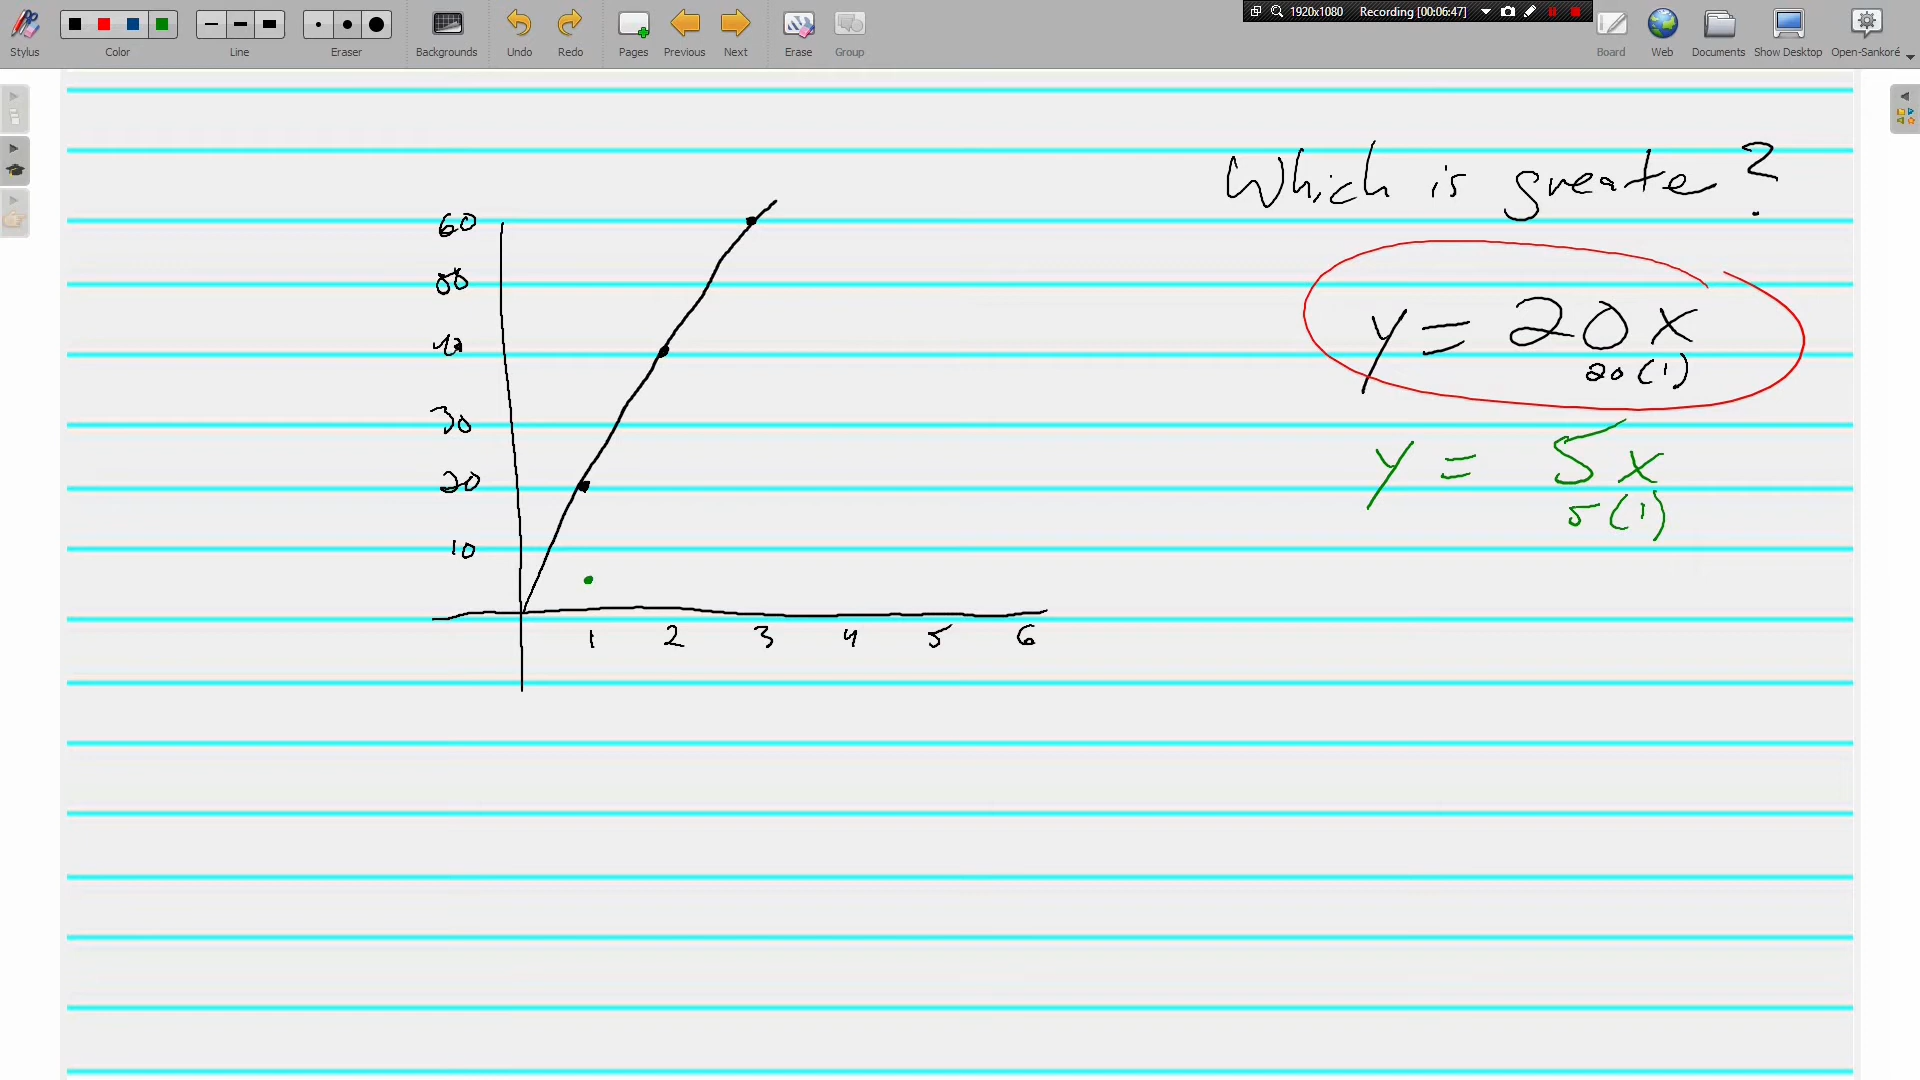 1920x1080 Recording [00:06:47]
Stylus Color Line Eraser Backgrounds Undo Redo Pages Previous Next Erase Group Board Web Documents Show Desktop Open-Sankoré
Which is greater?
y = 20x
20(1)
y = 5x
5(1)
60
40
30
20
10
1 2 3 4 5 6